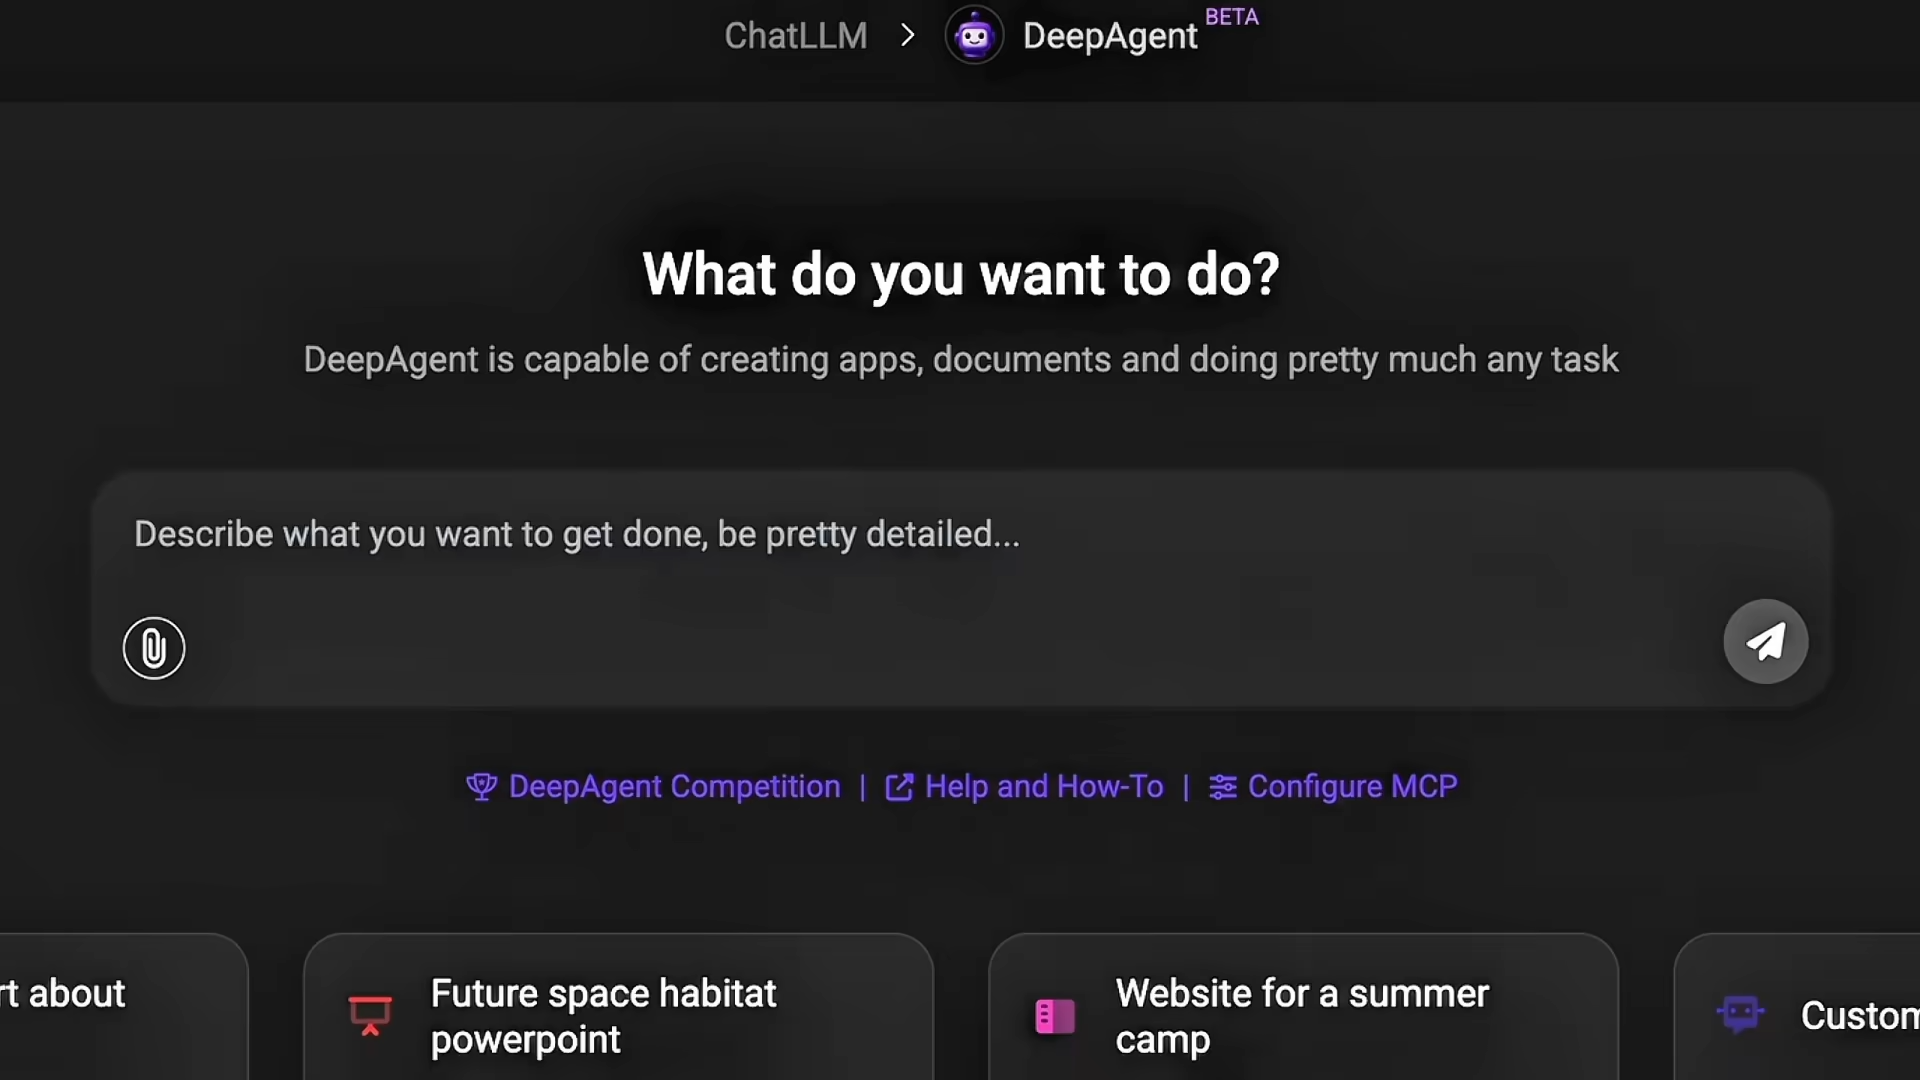 ChatLLM > DeepAgent BETA
What do you want to do?
DeepAgent is capable of creating apps, documents and doing pretty much any task
Describe what you want to get done, be pretty detailed...
DeepAgent Competition | Help and How-To | Configure MCP
about
Future space habitat
powerpoint
Website for a summer
camp